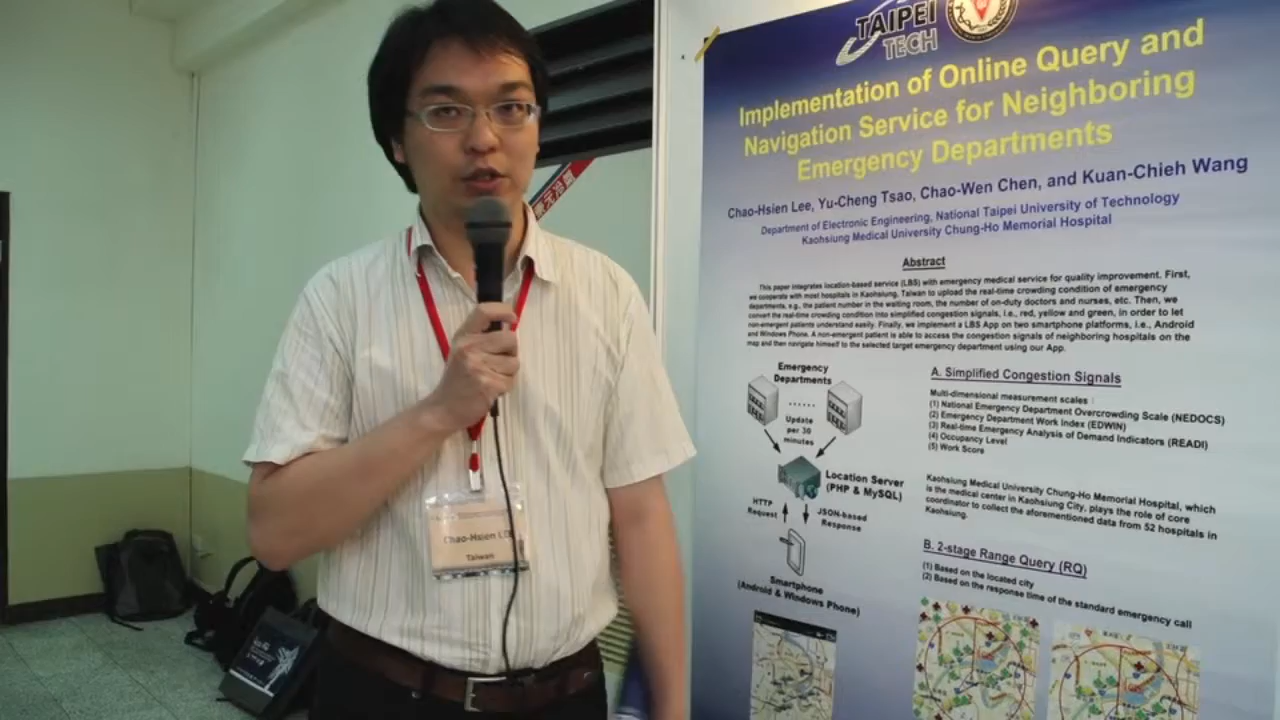 TAIPEI
TECH
Implementation of Online Query and
Navigation Service for Neighboring
Emergency Departments
Chao-Hsien Lee, Yu-Cheng Tsao, Chao-Wen Chen, and Kuan-Chieh Wang
Department of Electronic Engineering, National Taipei University of Technology
Kaohsiung Medical University Chung-Ho Memorial Hospital
Abstract
This paper integrates location-based service (LBS) with emergency medical service for quality improvement. First,
we cooperate with most hospitals in Kaohsiung, Taiwan to upload the real-time crowding condition of emergency
departments, e.g., the patient number in the waiting room, the number of on-duty doctors and nurses, etc. Then, we
convert the real-time crowding condition into simplified congestion signals, i.e., red, yellow and green, in order to let
non-emergent patients understand easily. Finally, we implement a LBS App on two smartphone platforms, i.e., Android
and Windows Phone. A non-emergent patient is able to access the congestion signals of neighboring hospitals on the
map and then navigate himself to the selected target emergency department using our App.
Emergency
Departments
Update
per 30
minutes
Location Server
(PHP & MySQL)
HTTP
Request
JSON-based
Response
Smartphone
(Android & Windows Phone)
A. Simplified Congestion Signals
Multi-dimensional measurement scales :
(1) National Emergency Department Overcrowding Scale (NEDOCS)
(2) Emergency Department Work Index (EDWIN)
(3) Real-time Emergency Analysis of Demand Indicators (READI)
(4) Occupancy Level
(5) Work Score
Kaohsiung Medical University Chung-Ho Memorial Hospital, which
is the medical center in Kaohsiung City, plays the role of core
coordinator to collect the aforementioned data from 52 hospitals in
Kaohsiung.
B. 2-stage Range Query (RQ)
(1) Based on the located city
(2) Based on the response time of the standard emergency call
Chao-Hsien LEE
Taiwan